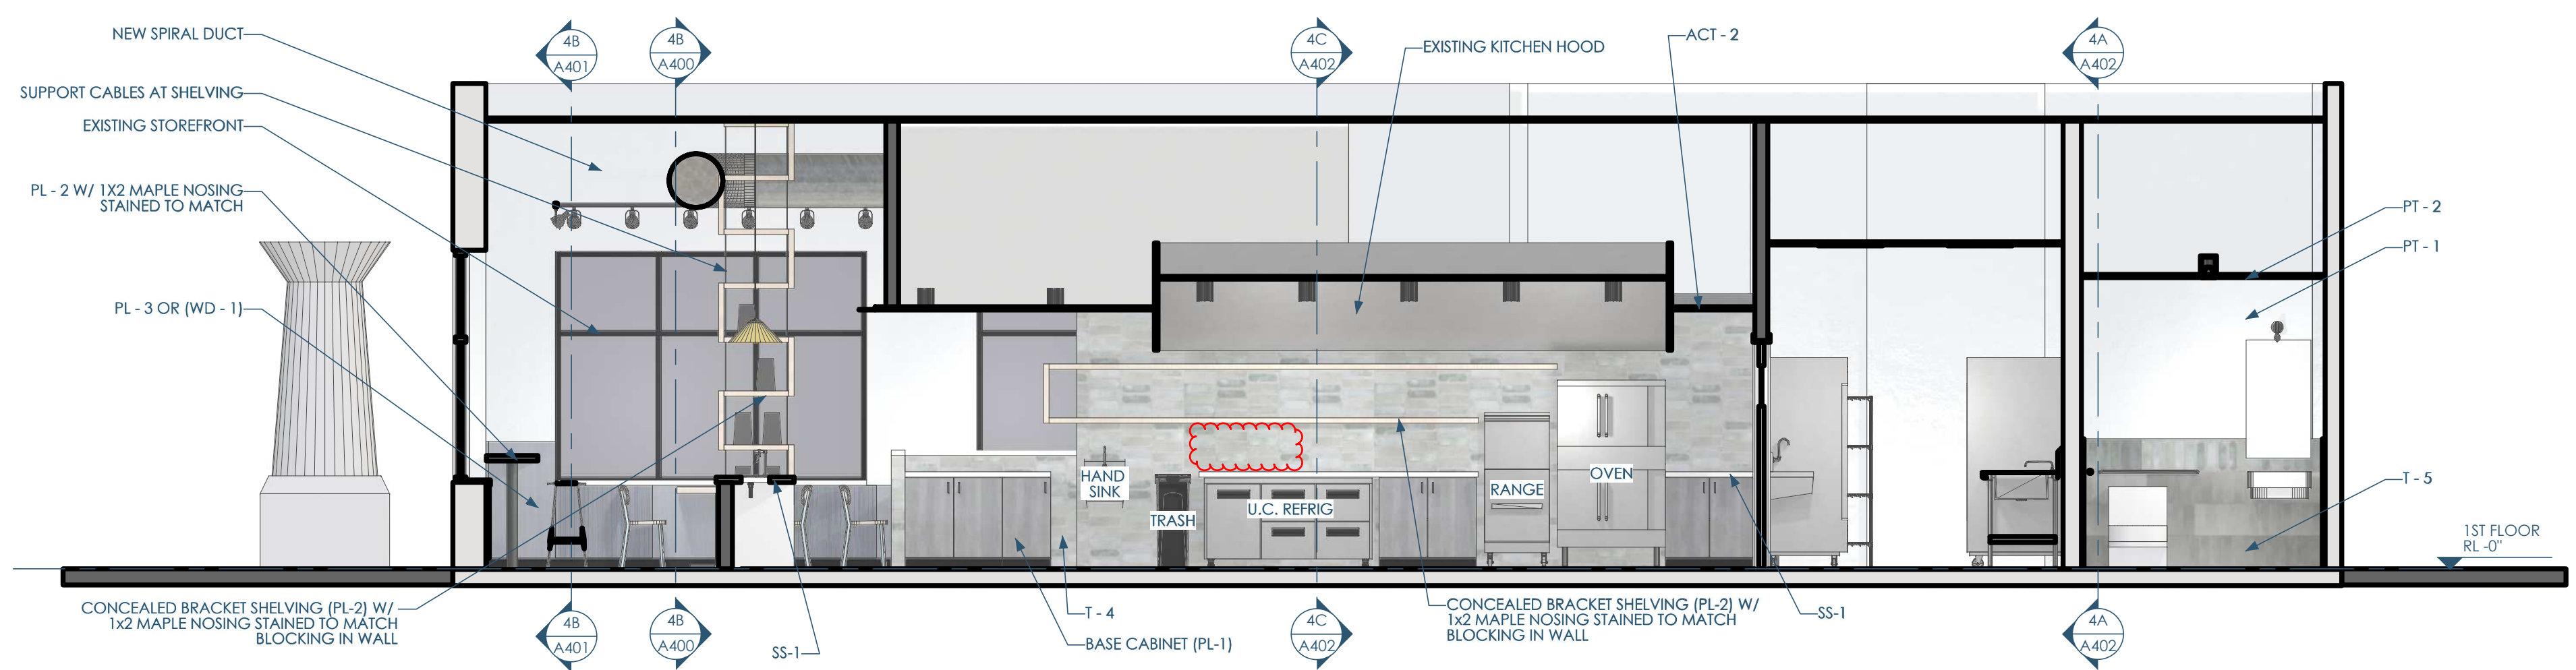 4B
A401
4B
A400
4C
A402
4A
A402
NEW SPIRAL DUCT
EXISTING KITCHEN HOOD
ACT - 2
SUPPORT CABLES AT SHELVING
EXISTING STOREFRONT
PL - 2 W/ 1X2 MAPLE NOSING
STAINED TO MATCH
PT - 2
PT - 1
PL - 3 OR (WD - 1)
HAND
SINK
TRASH
U.C. REFRIG
RANGE
OVEN
T - 5
1ST FLOOR
RL -0"
CONCEALED BRACKET SHELVING (PL-2) W/
1x2 MAPLE NOSING STAINED TO MATCH
BLOCKING IN WALL
SS-1
T - 4
BASE CABINET (PL-1)
CONCEALED BRACKET SHELVING (PL-2) W/
1x2 MAPLE NOSING STAINED TO MATCH
BLOCKING IN WALL
SS-1
4B
A401
4B
A400
4C
A402
4A
A402